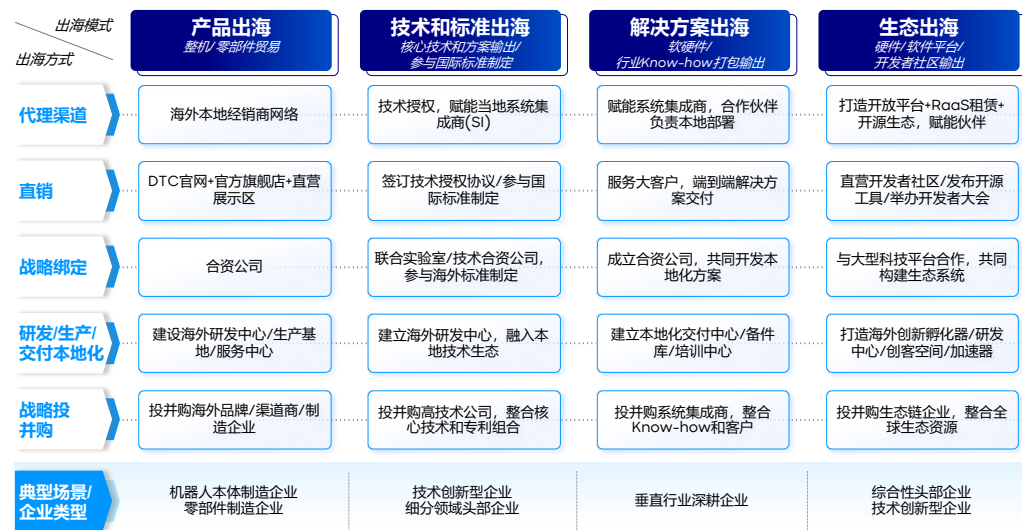 出海模式
出海方式
产品出海
整机/零部件贸易
技术和标准出海
核心技术和方案输出/
参与国际标准制定
解决方案出海
软硬件/
行业Know-how打包输出
生态出海
硬件/软件平台/
开发者社区输出
代理渠道
海外本地经销商网络
技术授权，赋能当地系统集
成商(SI)
赋能系统集成商，合作伙伴
负责本地部署
打造开放平台+RaaS租赁+
开源生态，赋能伙伴
直销
DTC官网+官方旗舰店+直营
展示区
签订技术授权协议/参与国
际标准制定
服务大客户，端到端解决方
案交付
直营开发者社区/发布开源
工具/举办开发者大会
战略绑定
合资公司
联合实验室/技术合资公司，
参与海外标准制定
成立合资公司，共同开发本
地化方案
与大型科技平台合作，共同
构建生态系统
研发/生产/
交付本地化
建设海外研发中心/生产基
地/服务中心
建立海外研发中心，融入本
地技术生态
建立本地化交付中心/备件
库/培训中心
打造海外创新孵化器/研发
中心/创客空间/加速器
战略投
并购
投并购海外品牌/渠道商/制
造企业
投并购高技术公司，整合核
心技术和专利组合
投并购系统集成商，整合
Know-how和客户
投并购生态链企业，整合全
球生态资源
典型场景/
企业类型
机器人本体制造企业
零部件制造企业
技术创新型企业
细分领域头部企业
垂直行业深耕企业
综合性头部企业
技术创新型企业